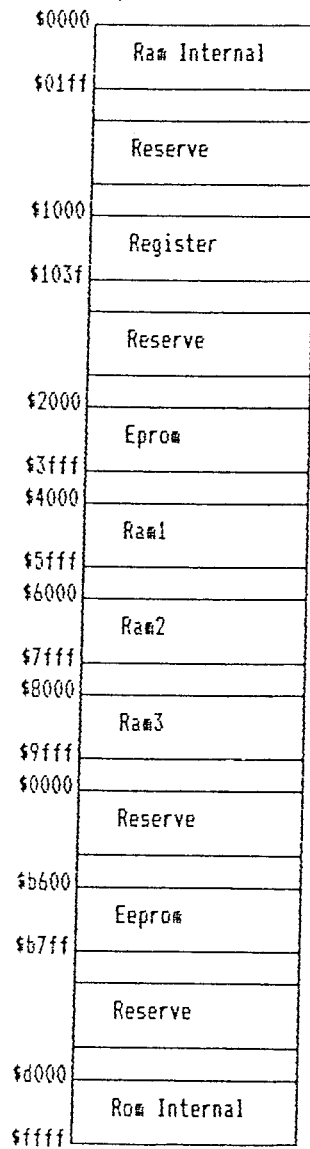 $0000
Ram Internal
$01ff
Reserve
$1000
Register
$103f
Reserve
$2000
Eprom
$3fff
$4000
Ram1
$5fff
$6000
Ram2
$7fff
$8000
Ram3
$9fff
$0000
Reserve
$b600
Eeprom
$b7ff
Reserve
$d000
Rom Internal
$ffff